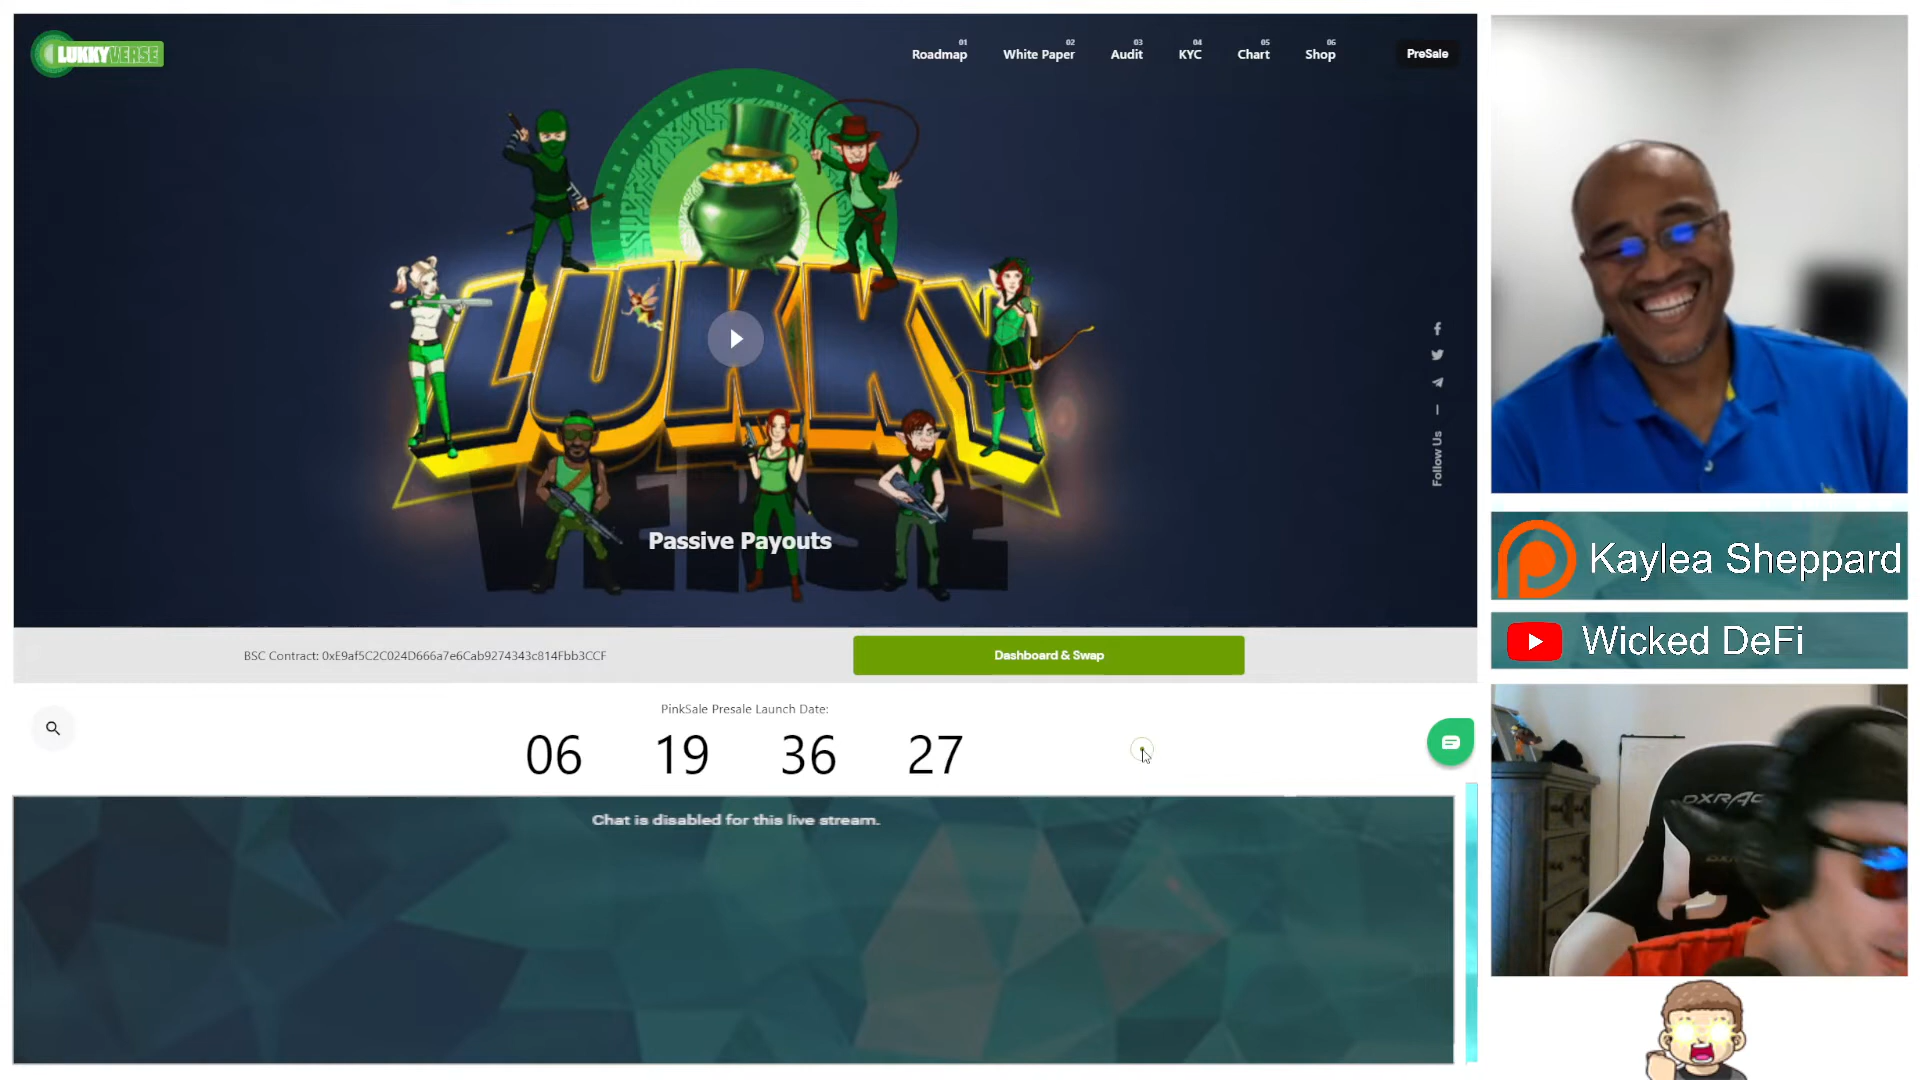 LUKKYVERSE
01 02 03 04 05 06
Roadmap White Paper Audit KYC Chart Shop PreSale
LUKKY
VERSE
Passive Payouts
Follow Us
BSC Contract: 0xE9af5C2C024D666a7e6Cab9274343c814Fbb3CCF
Dashboard & Swap
PinkSale Presale Launch Date:
06 19 36 27
Chat is disabled for this live stream.
Kaylea Sheppard
Wicked DeFi